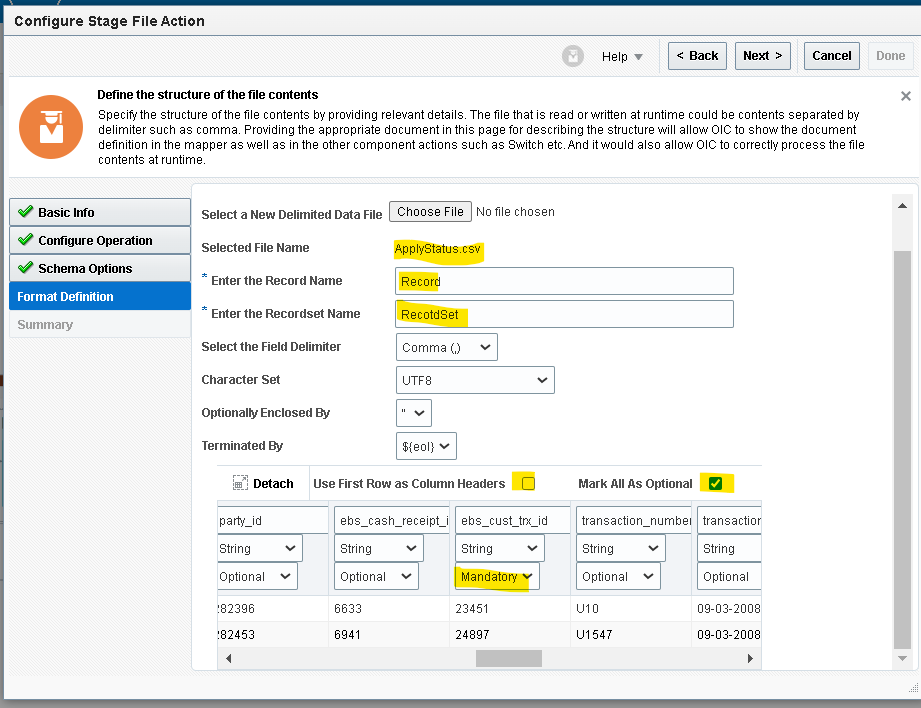 Configure Stage File Action
Help
< Back
Next >
Cancel
Done
Define the structure of the file contents
Specify the structure of the file contents by providing relevant details. The file that is read or written at runtime could be contents separated by
delimiter such as comma. Providing the appropriate document in this page for describing the structure will allow OIC to show the document
definition in the mapper as well as in the other component actions such as Switch etc. And it would also allow OIC to correctly process the file
contents at runtime.
Basic Info
Configure Operation
Schema Options
Format Definition
Summary
Select a New Delimited Data File Choose File No file chosen
Selected File Name ApplyStatus.csv
* Enter the Record Name Record
* Enter the Recordset Name RecotdSet
Select the Field Delimiter Comma (,)
Character Set UTF8
Optionally Enclosed By "
Terminated By ${eol}
Detach Use First Row as Column Headers Mark All As Optional
party_id ebs_cash_receipt_i ebs_cust_trx_id transaction_number transaction
String String String String String
Optional Optional Mandatory Optional Optional
282396 6633 23451 U10 09-03-2008
282453 6941 24897 U1547 09-03-2008